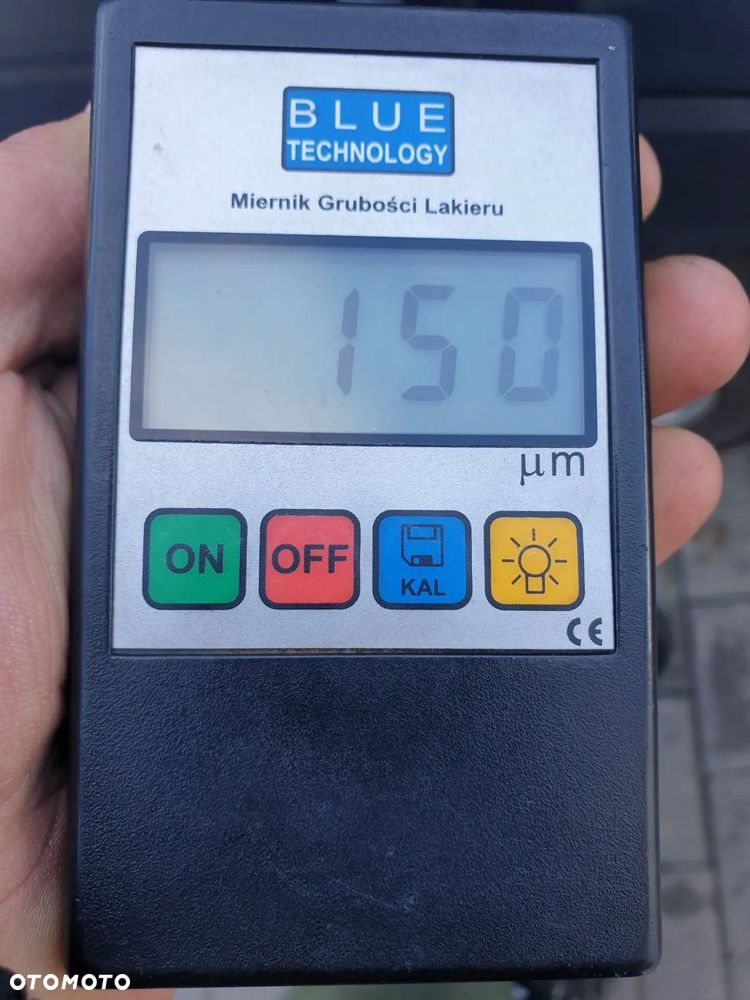 BLUE
TECHNOLOGY
Miernik Grubości Lakieru
150
μm
ON OFF KAL
CE
OTOMOTO